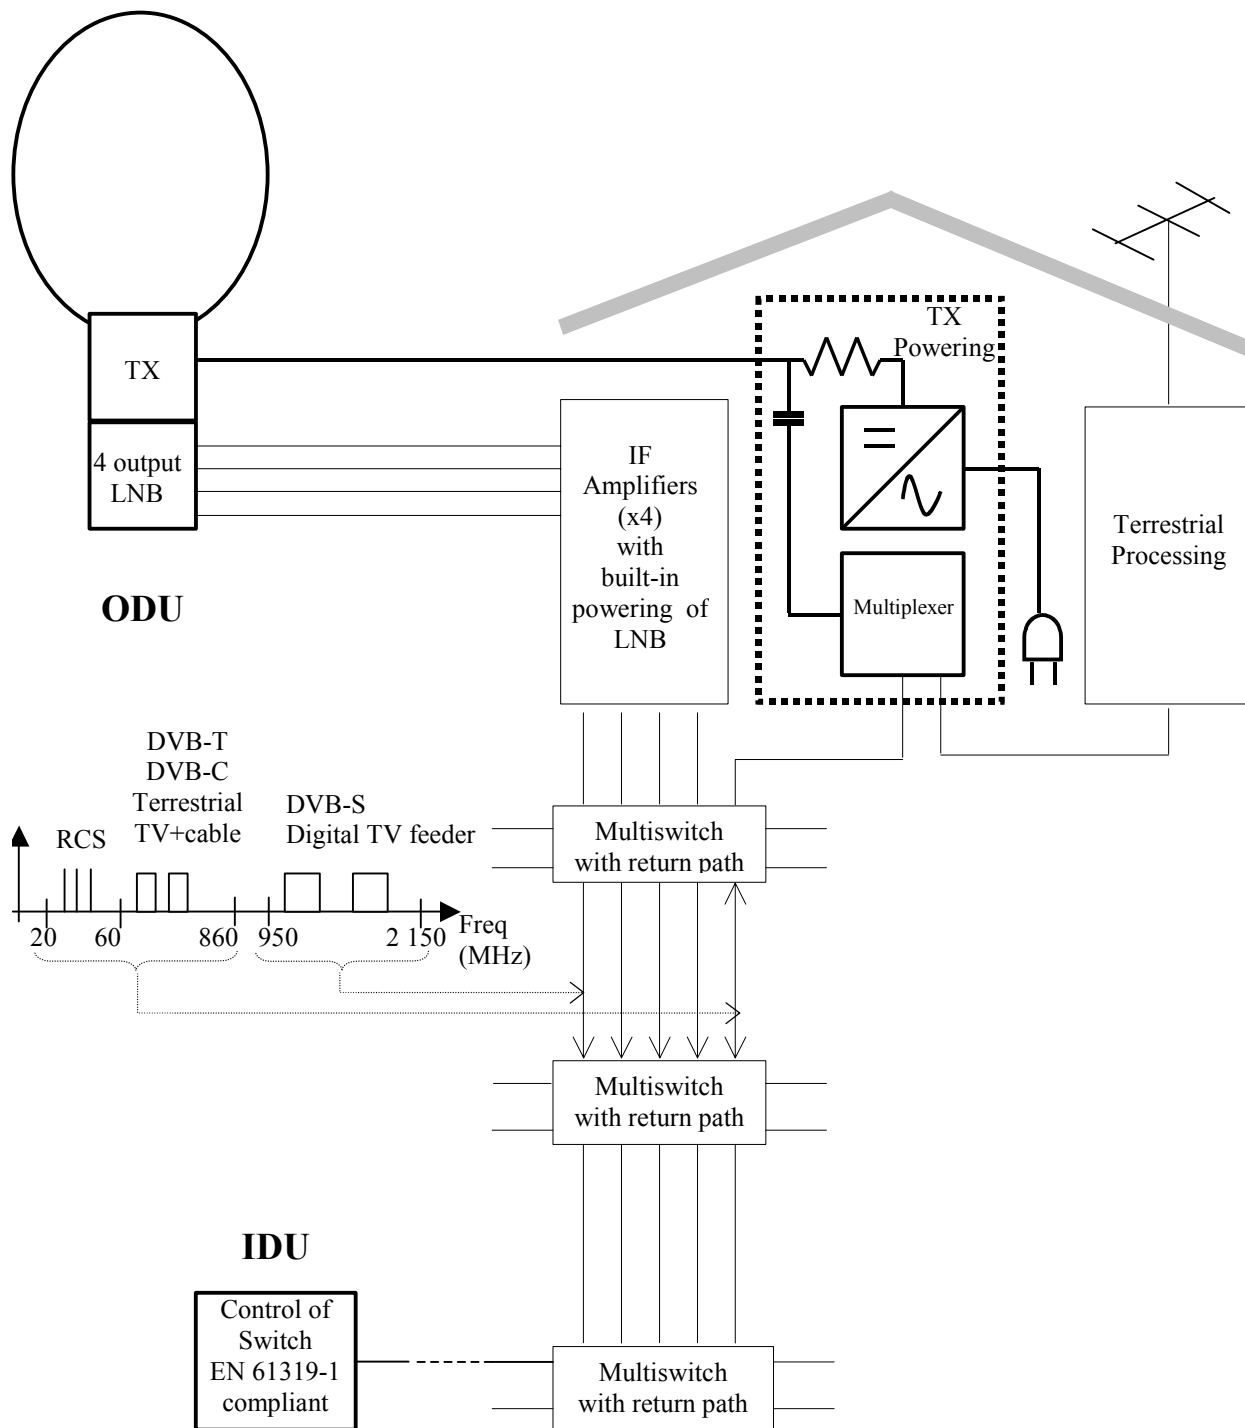 TX
Powering
TX
4 output
LNB
IF
Amplifiers
(x4)
with
built-in
powering of
LNB
Terrestrial
Processing
Multiplexer
ODU
DVB-T
DVB-C
Terrestrial
TV+cable
DVB-S
Digital TV feeder
RCS
20
60
860
950
2 150
Freq
(MHz)
Multiswitch
with return path
Multiswitch
with return path
IDU
Control of
Switch
EN 61319-1
compliant
Multiswitch
with return path